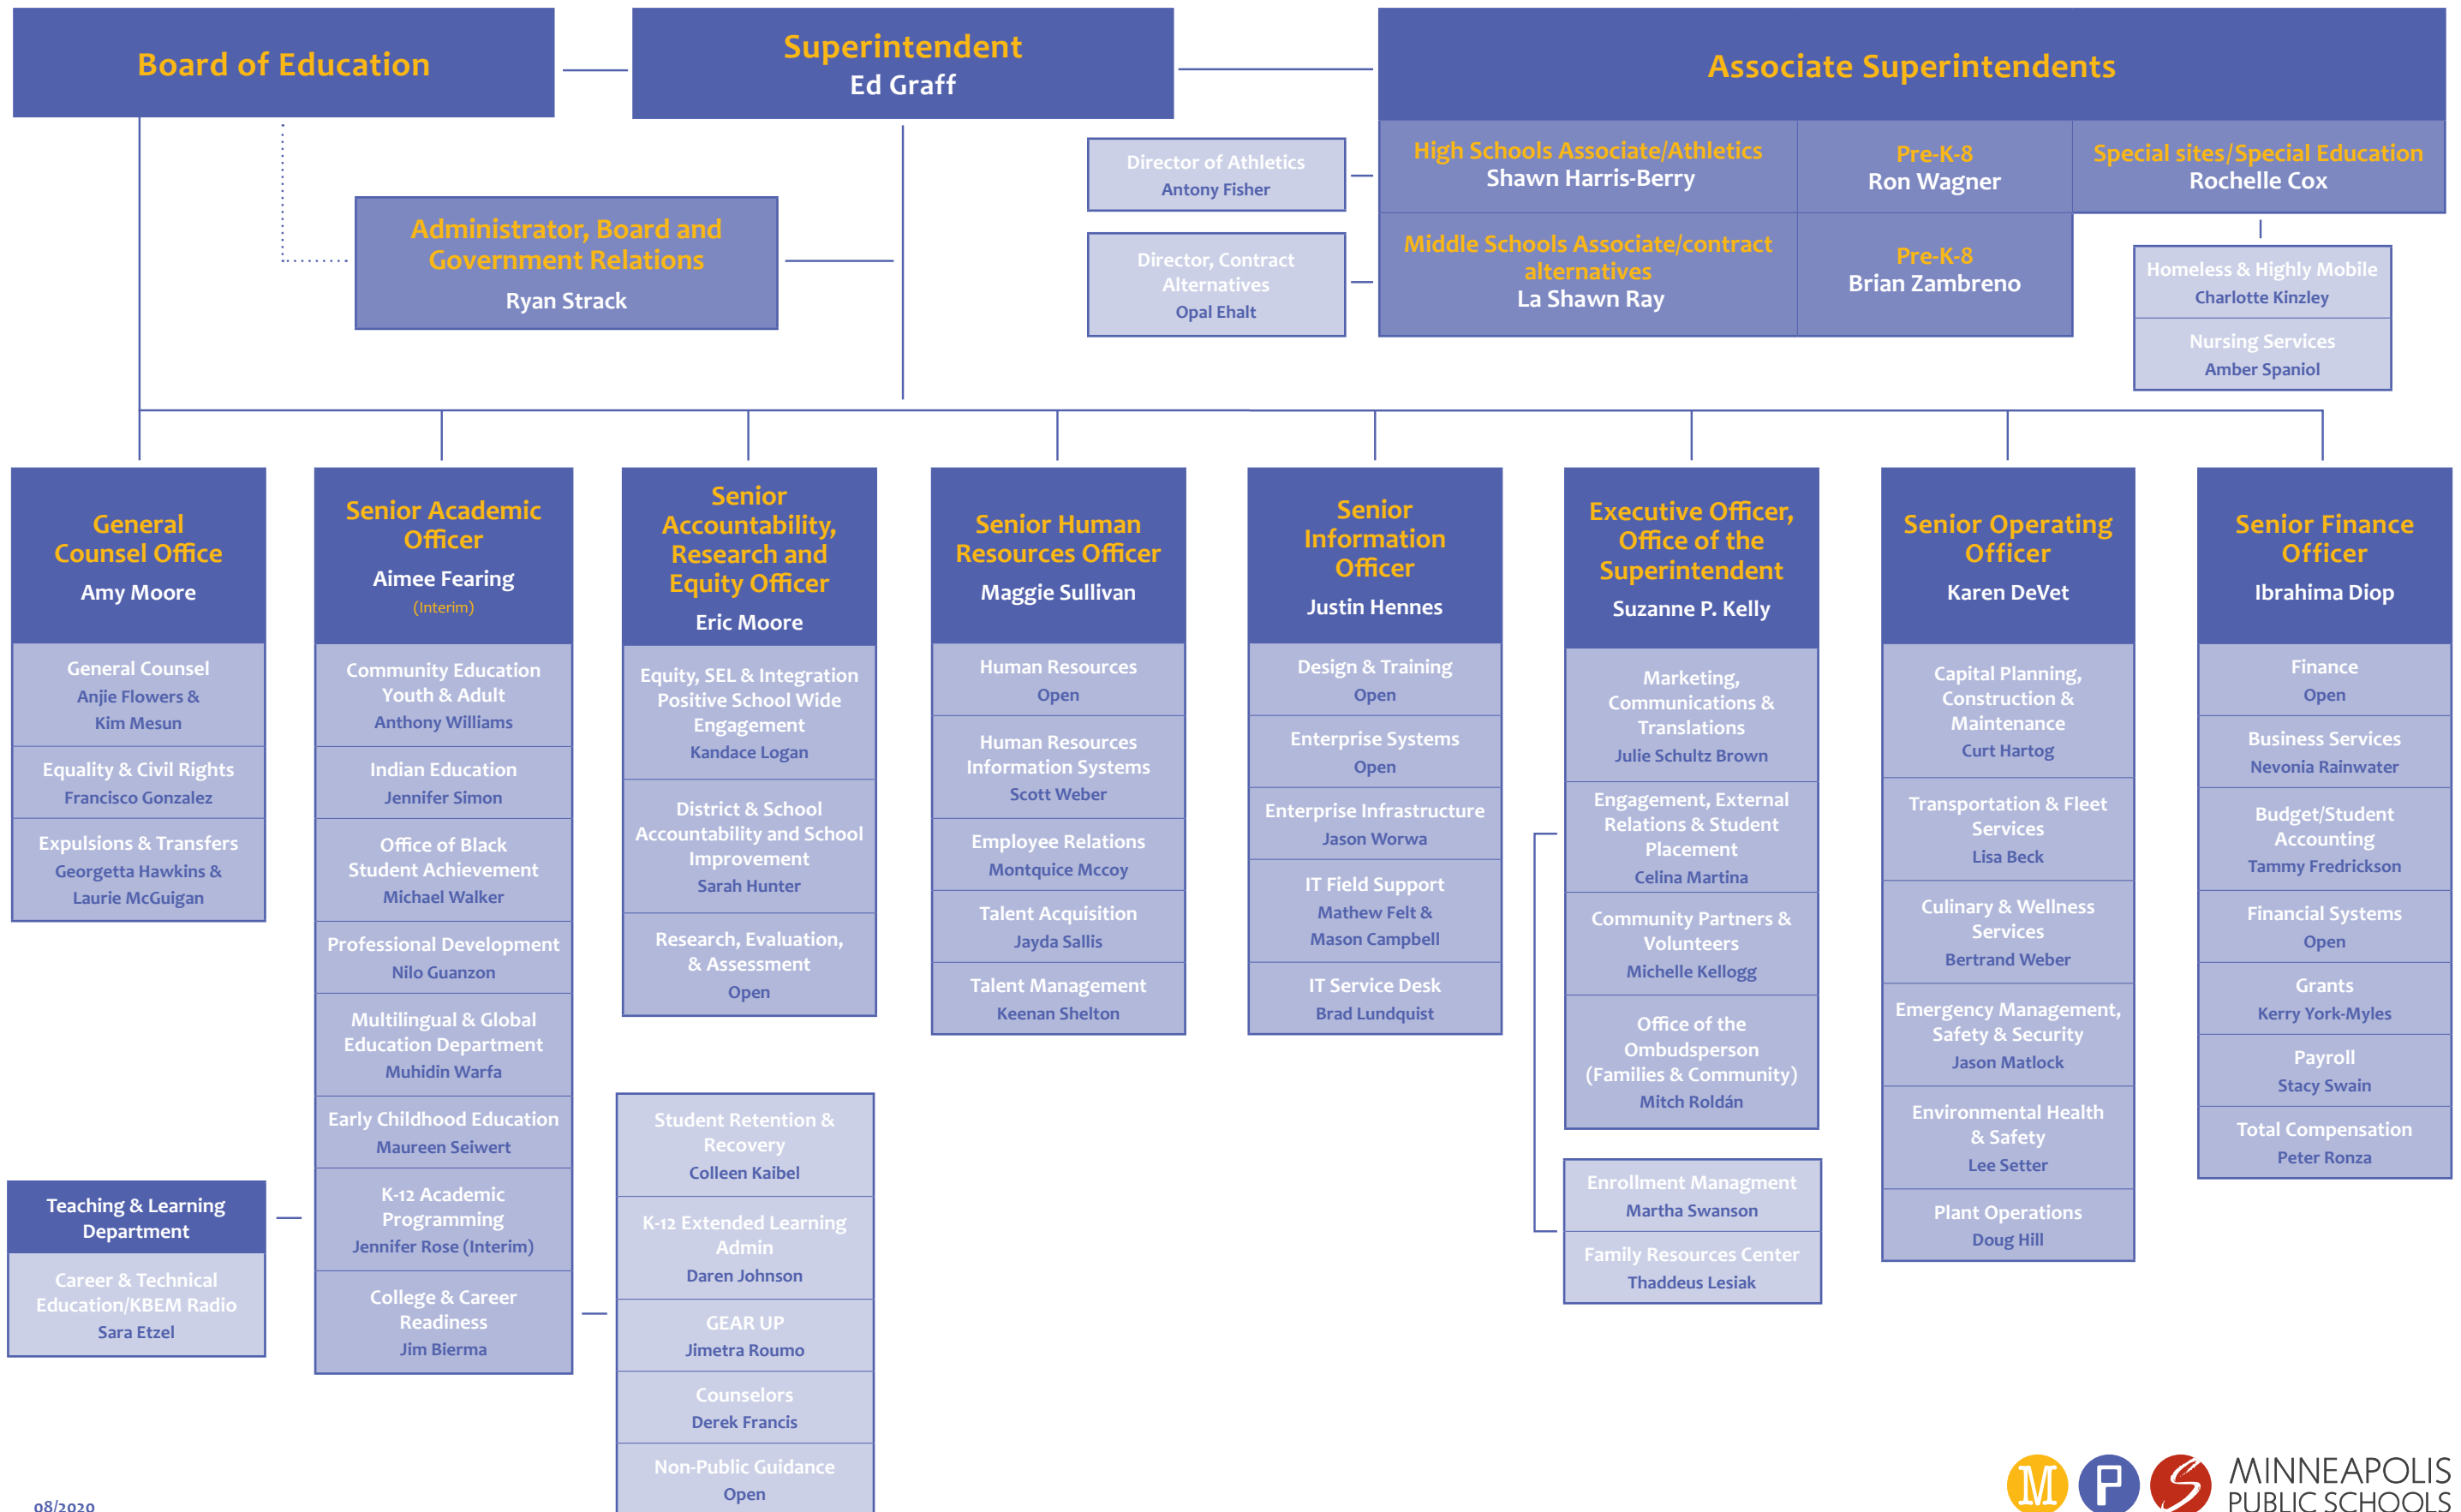 Board of Education
Superintendent
Ed Graff
Associate Superintendents
High Schools Associate/Athletics
Shawn Harris-Berry
Pre-K-8
Ron Wagner
Special sites/Special Education
Rochelle Cox
Director of Athletics
Antony Fisher
Middle Schools Associate/contract
alternatives
La Shawn Ray
Pre-K-8
Brian Zambreno
Director, Contract
Alternatives
Opal Ehalt
Homeless & Highly Mobile
Charlotte Kinzley
Nursing Services
Amber Spaniol
Administrator, Board and
Government Relations
Ryan Strack
General
Counsel Office
Amy Moore
General Counsel
Anjie Flowers &
Kim Mesun
Equality & Civil Rights
Francisco Gonzalez
Expulsions & Transfers
Georgetta Hawkins &
Laurie McGuigan
Senior Academic
Officer
Aimee Fearing
(Interim)
Community Education
Youth & Adult
Anthony Williams
Indian Education
Jennifer Simon
Office of Black
Student Achievement
Michael Walker
Professional Development
Nilo Guanzon
Multilingual & Global
Education Department
Muhidin Warfa
Early Childhood Education
Maureen Seiwert
K-12 Academic
Programming
Jennifer Rose (Interim)
College & Career
Readiness
Jim Bierma
Teaching & Learning
Department
Career & Technical
Education/KBEM Radio
Sara Etzel
Senior
Accountability,
Research and
Equity Officer
Eric Moore
Equity, SEL & Integration
Positive School Wide
Engagement
Kandace Logan
District & School
Accountability and School
Improvement
Sarah Hunter
Research, Evaluation,
& Assessment
Open
Student Retention &
Recovery
Colleen Kaibel
K-12 Extended Learning
Admin
Daren Johnson
GEAR UP
Jimetra Roumo
Counselors
Derek Francis
Non-Public Guidance
Open
Senior Human
Resources Officer
Maggie Sullivan
Human Resources
Open
Human Resources
Information Systems
Scott Weber
Employee Relations
Montquice Mccoy
Talent Acquisition
Jayda Sallis
Talent Management
Keenan Shelton
Senior
Information
Officer
Justin Hennes
Design & Training
Open
Enterprise Systems
Open
Enterprise Infrastructure
Jason Worwa
IT Field Support
Mathew Felt &
Mason Campbell
IT Service Desk
Brad Lundquist
Executive Officer,
Office of the
Superintendent
Suzanne P. Kelly
Marketing,
Communications &
Translations
Julie Schultz Brown
Engagement, External
Relations & Student
Placement
Celina Martina
Community Partners &
Volunteers
Michelle Kellogg
Office of the
Ombudsperson
(Families & Community)
Mitch Roldán
Enrollment Managment
Martha Swanson
Family Resources Center
Thaddeus Lesiak
Senior Operating
Officer
Karen DeVet
Capital Planning,
Construction &
Maintenance
Curt Hartog
Transportation & Fleet
Services
Lisa Beck
Culinary & Wellness
Services
Bertrand Weber
Emergency Management,
Safety & Security
Jason Matlock
Environmental Health
& Safety
Lee Setter
Plant Operations
Doug Hill
Senior Finance
Officer
Ibrahima Diop
Finance
Open
Business Services
Nevonia Rainwater
Budget/Student
Accounting
Tammy Fredrickson
Financial Systems
Open
Grants
Kerry York-Myles
Payroll
Stacy Swain
Total Compensation
Peter Ronza
08/2020
M P S
MINNEAPOLIS
PUBLIC SCHOOLS